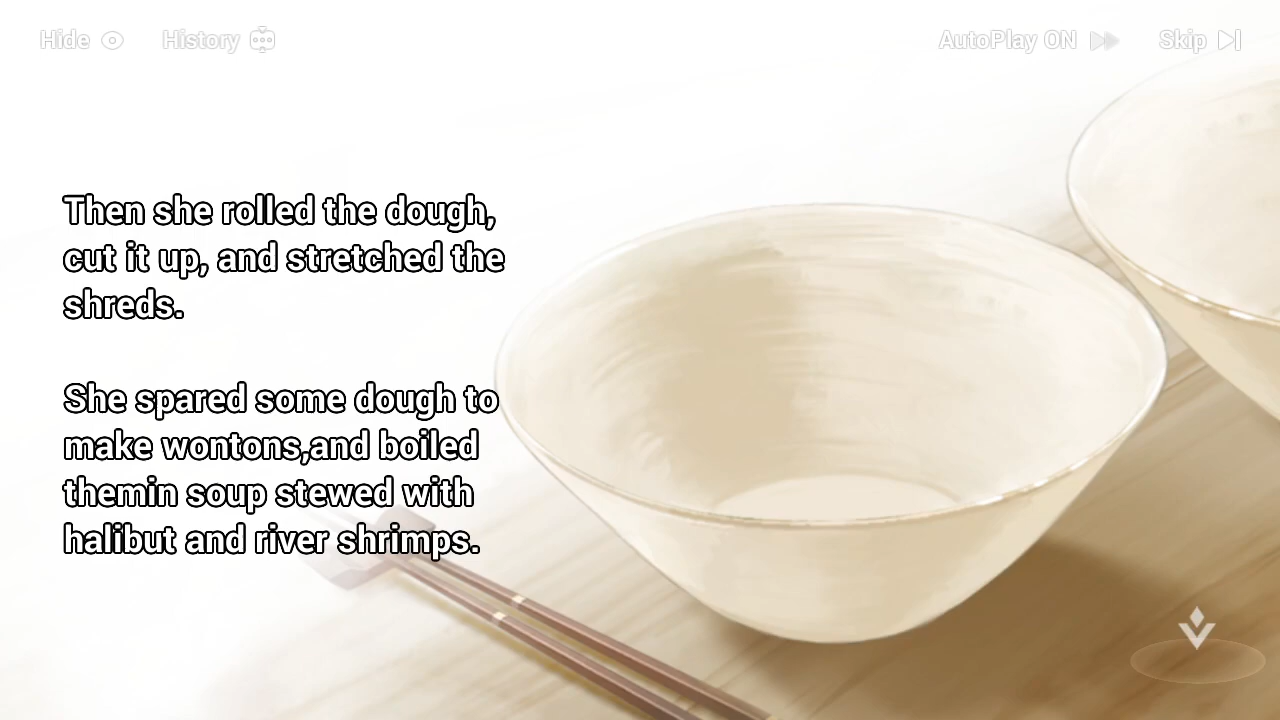 Hide
History
AutoPlay ON
Skip
Then she rolled the dough,
cut it up, and stretched the
shreds.
She spared some dough to
make wontons,and boiled
themin soup stewed with
halibut and river shrimps.